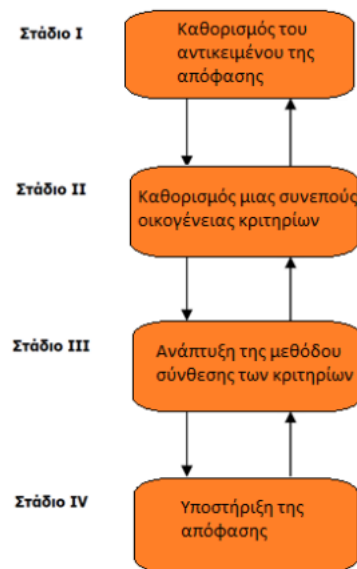 Στάδιο I
Καθορισμός του
αντικειμένου της
απόφασης
Στάδιο II
Καθορισμός μιας συνεπούς
οικογένειας κριτηρίων
Στάδιο III
Ανάπτυξη της μεθόδου
σύνθεσης των κριτηρίων
Στάδιο IV
Υποστήριξη της
απόφασης